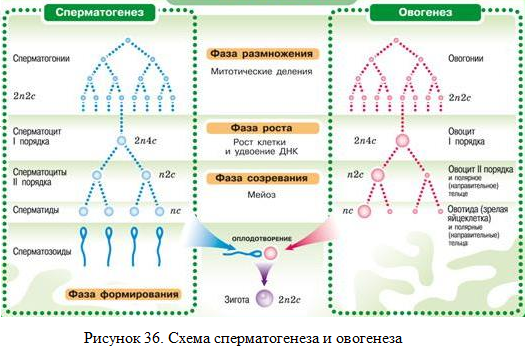 Сперматогенез
Овогенез
Фаза размножения
Митотические деления
Сперматогонии
2n2c
Овогонии
2n2c
Сперматоцит
I порядка
2n4c
Фаза роста
Рост клетки
и удвоение ДНК
2n4c
Овоцит
I порядка
Сперматоциты
II порядка
n2c
Фаза созревания
Мейоз
n2c
Овоцит II порядка
и полярное
(направительное)
тельце
Сперматиды
nc
nc
Овотида (зрелая
яйцеклетка)
и полярные
(направительные)
тельца
Сперматозоиды
ОПЛОДОТВОРЕНИЕ
Фаза формирования
Зигота
2n2c
Рисунок 36. Схема сперматогенеза и овогенеза